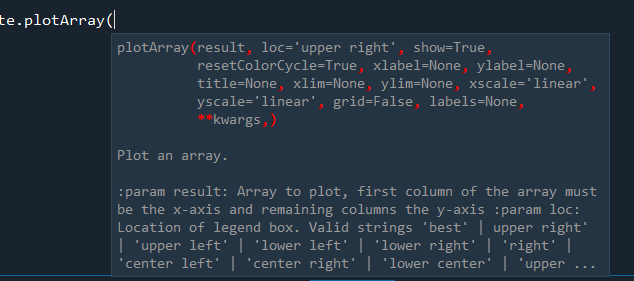 te.plotArray(
plotArray(result, loc='upper right', show=True,
resetColorCycle=True, xlabel=None, ylabel=None,
title=None, xlim=None, ylim=None, xscale='linear',
yscale='linear', grid=False, labels=None,
**kwargs,)
Plot an array.
:param result: Array to plot, first column of the array must
be the x-axis and remaining columns the y-axis :param loc:
Location of legend box. Valid strings 'best' | upper right'
| 'upper left' | 'lower left' | 'lower right' | 'right' |
'center left' | 'center right' | 'lower center' | 'upper ...